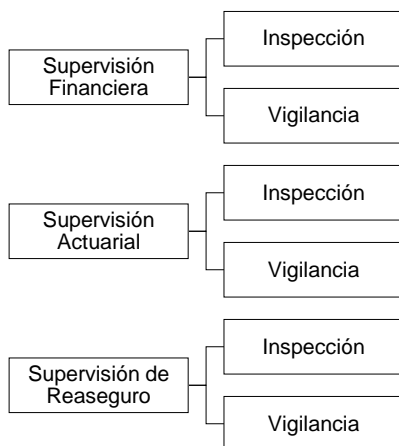 Inspección
Supervisión
Financiera
Vigilancia
Inspección
Supervisión
Actuarial
Vigilancia
Inspección
Supervisión de
Reaseguro
Vigilancia